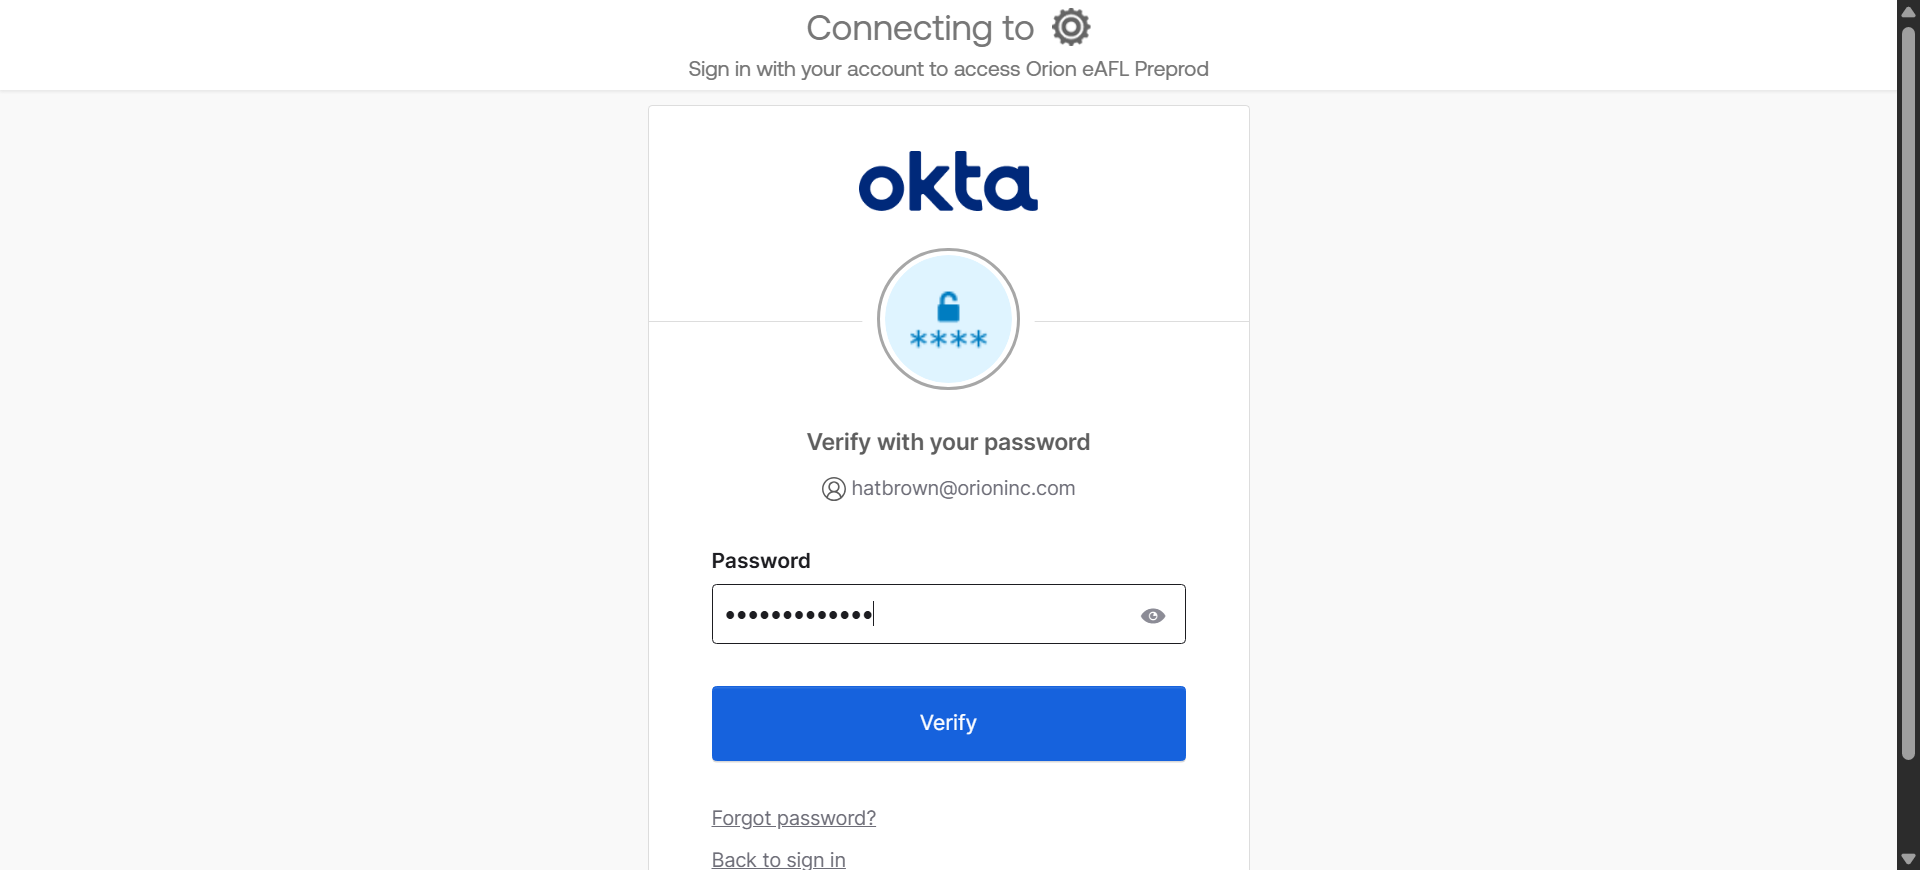 Connecting to
Sign in with your account to access Orion eAFL Preprod
okta
****
Verify with your password
hatbrown@orioninc.com
Password
•••••••••••••
Verify
Forgot password?
Back to sign in